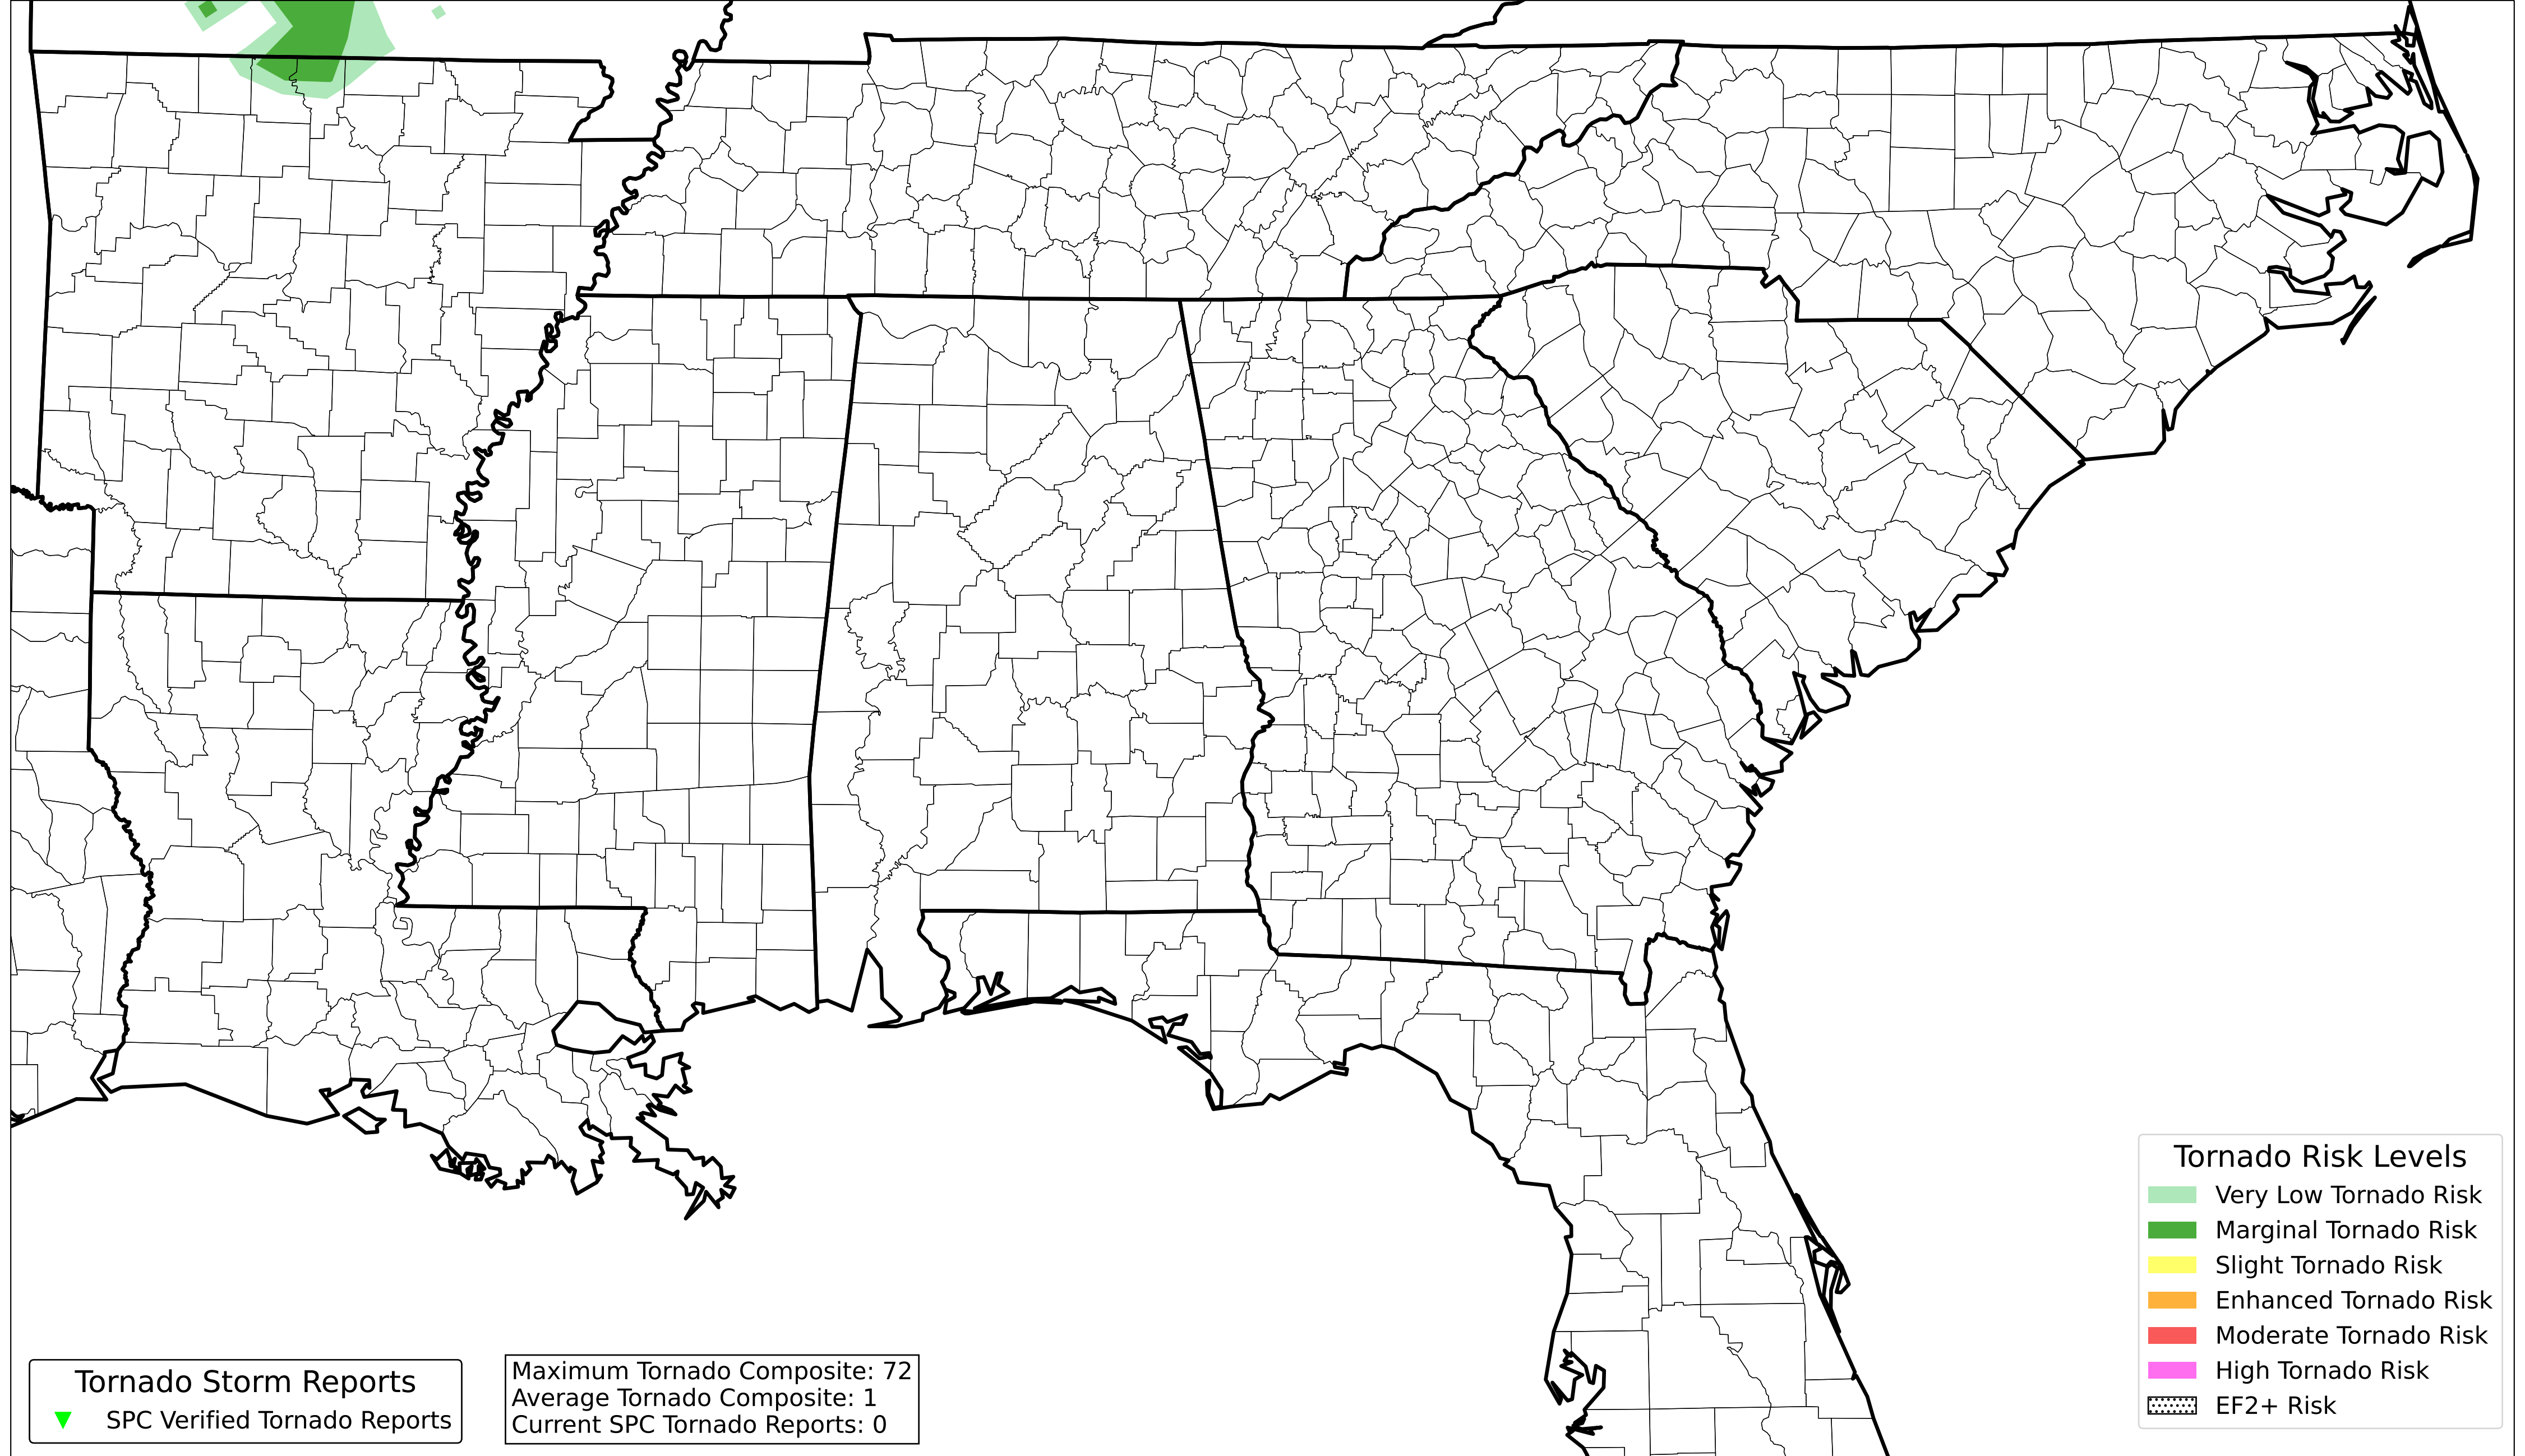 Tornado Risk Levels
Very Low Tornado Risk
Marginal Tornado Risk
Slight Tornado Risk
Enhanced Tornado Risk
Moderate Tornado Risk
High Tornado Risk
EF2+ Risk
Tornado Storm Reports
SPC Verified Tornado Reports
Maximum Tornado Composite: 72
Average Tornado Composite: 1
Current SPC Tornado Reports: 0